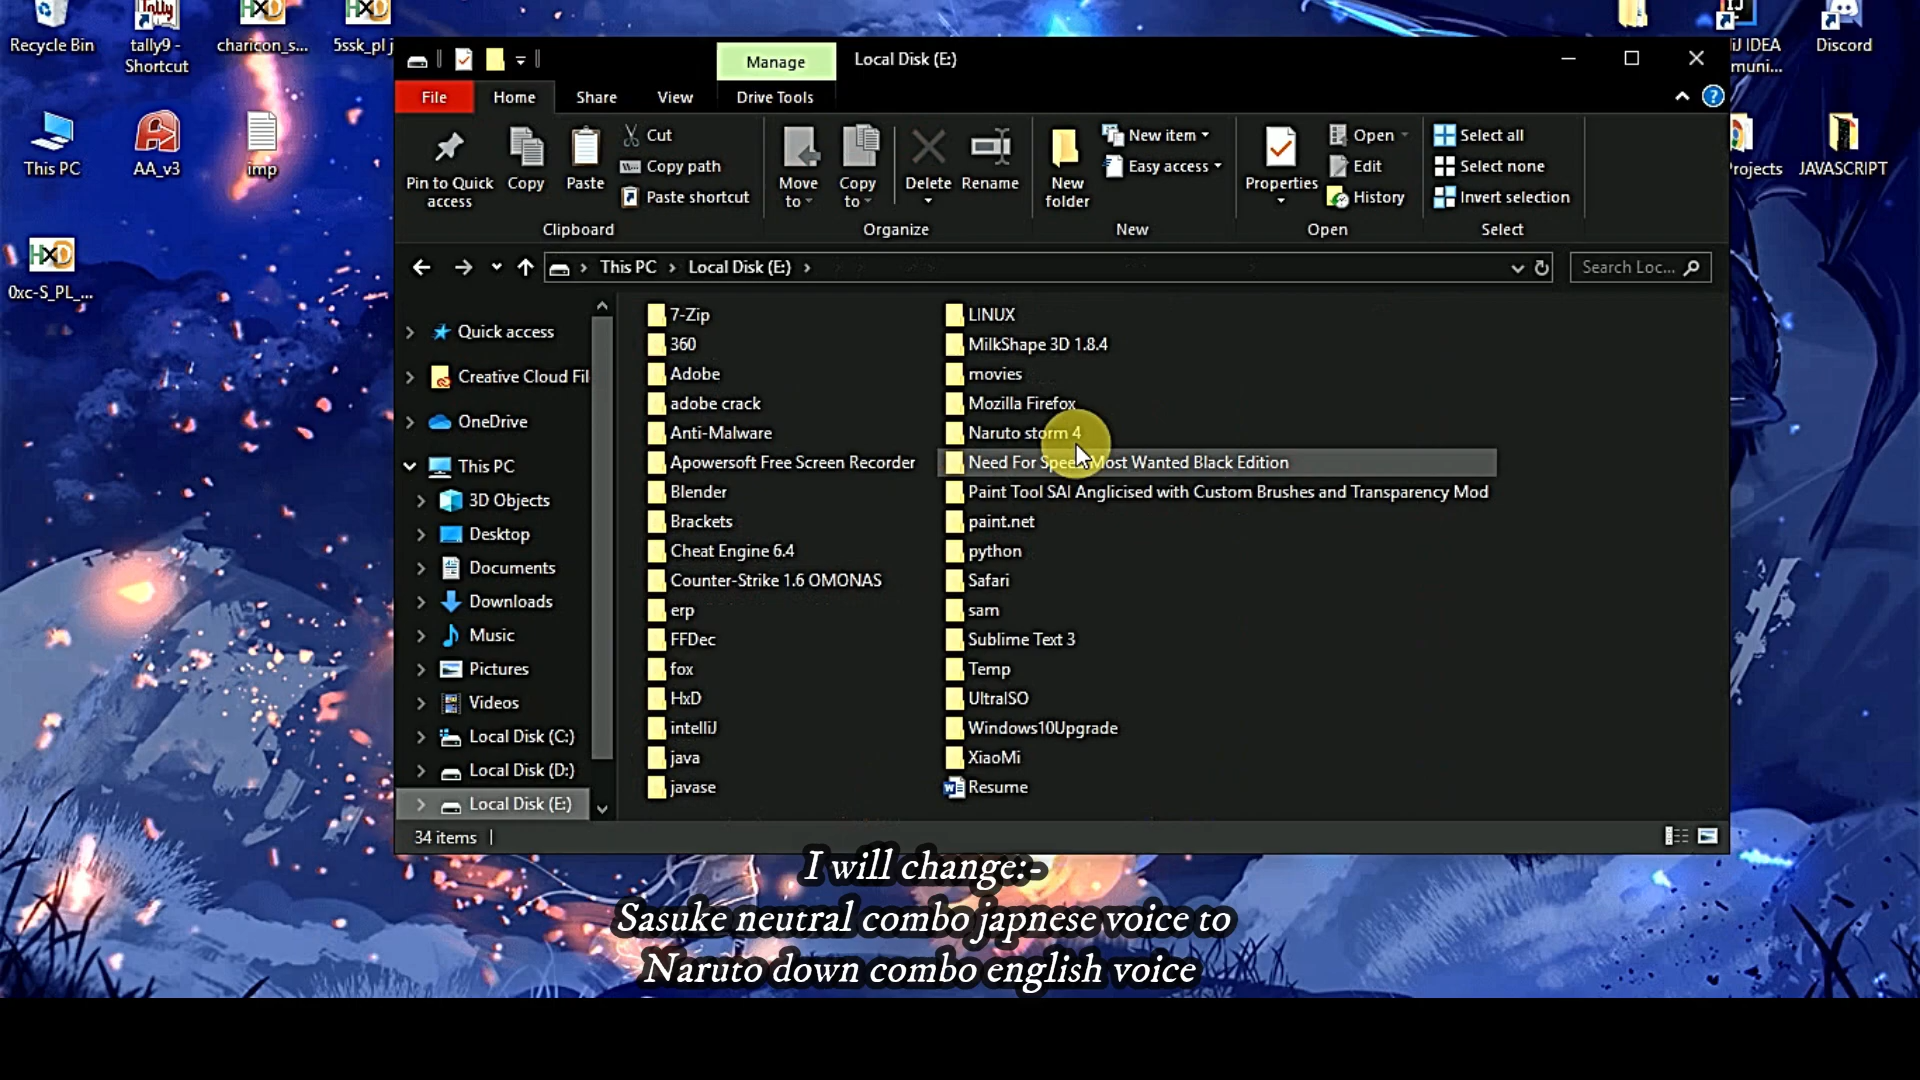 Recycle Bin
tally9 -
Shortcut
charicon_s...
5ssk_pl j
This PC
AA_v3
imp
0xc-S_PL_...
IJ IDEA
muni...
Discord
rojects
JAVASCRIPT
Manage
Local Disk (E:)
File
Home
Share
View
Drive Tools
Pin to Quick
access
Copy
Paste
Cut
Copy path
Paste shortcut
Clipboard
Move
to
Copy
to
Delete
Rename
Organize
New
folder
New item
Easy access
New
Properties
Open
Edit
History
Open
Select all
Select none
Invert selection
Select
This PC
Local Disk (E:)
Search Loc...
Quick access
Creative Cloud Fil
OneDrive
This PC
3D Objects
Desktop
Documents
Downloads
Music
Pictures
Videos
Local Disk (C:)
Local Disk (D:)
Local Disk (E:)
7-Zip
360
Adobe
adobe crack
Anti-Malware
Apowersoft Free Screen Recorder
Blender
Brackets
Cheat Engine 6.4
Counter-Strike 1.6 OMONAS
erp
FFDec
fox
HxD
intelliJ
java
javase
LINUX
MilkShape 3D 1.8.4
movies
Mozilla Firefox
Naruto storm 4
Need For Speed Most Wanted Black Edition
Paint Tool SAI Anglicised with Custom Brushes and Transparency Mod
paint.net
python
Safari
sam
Sublime Text 3
Temp
UltraISO
Windows10Upgrade
XiaoMi
Resume
34 items
I will change:-
Sasuke neutral combo japnese voice to
Naruto down combo english voice